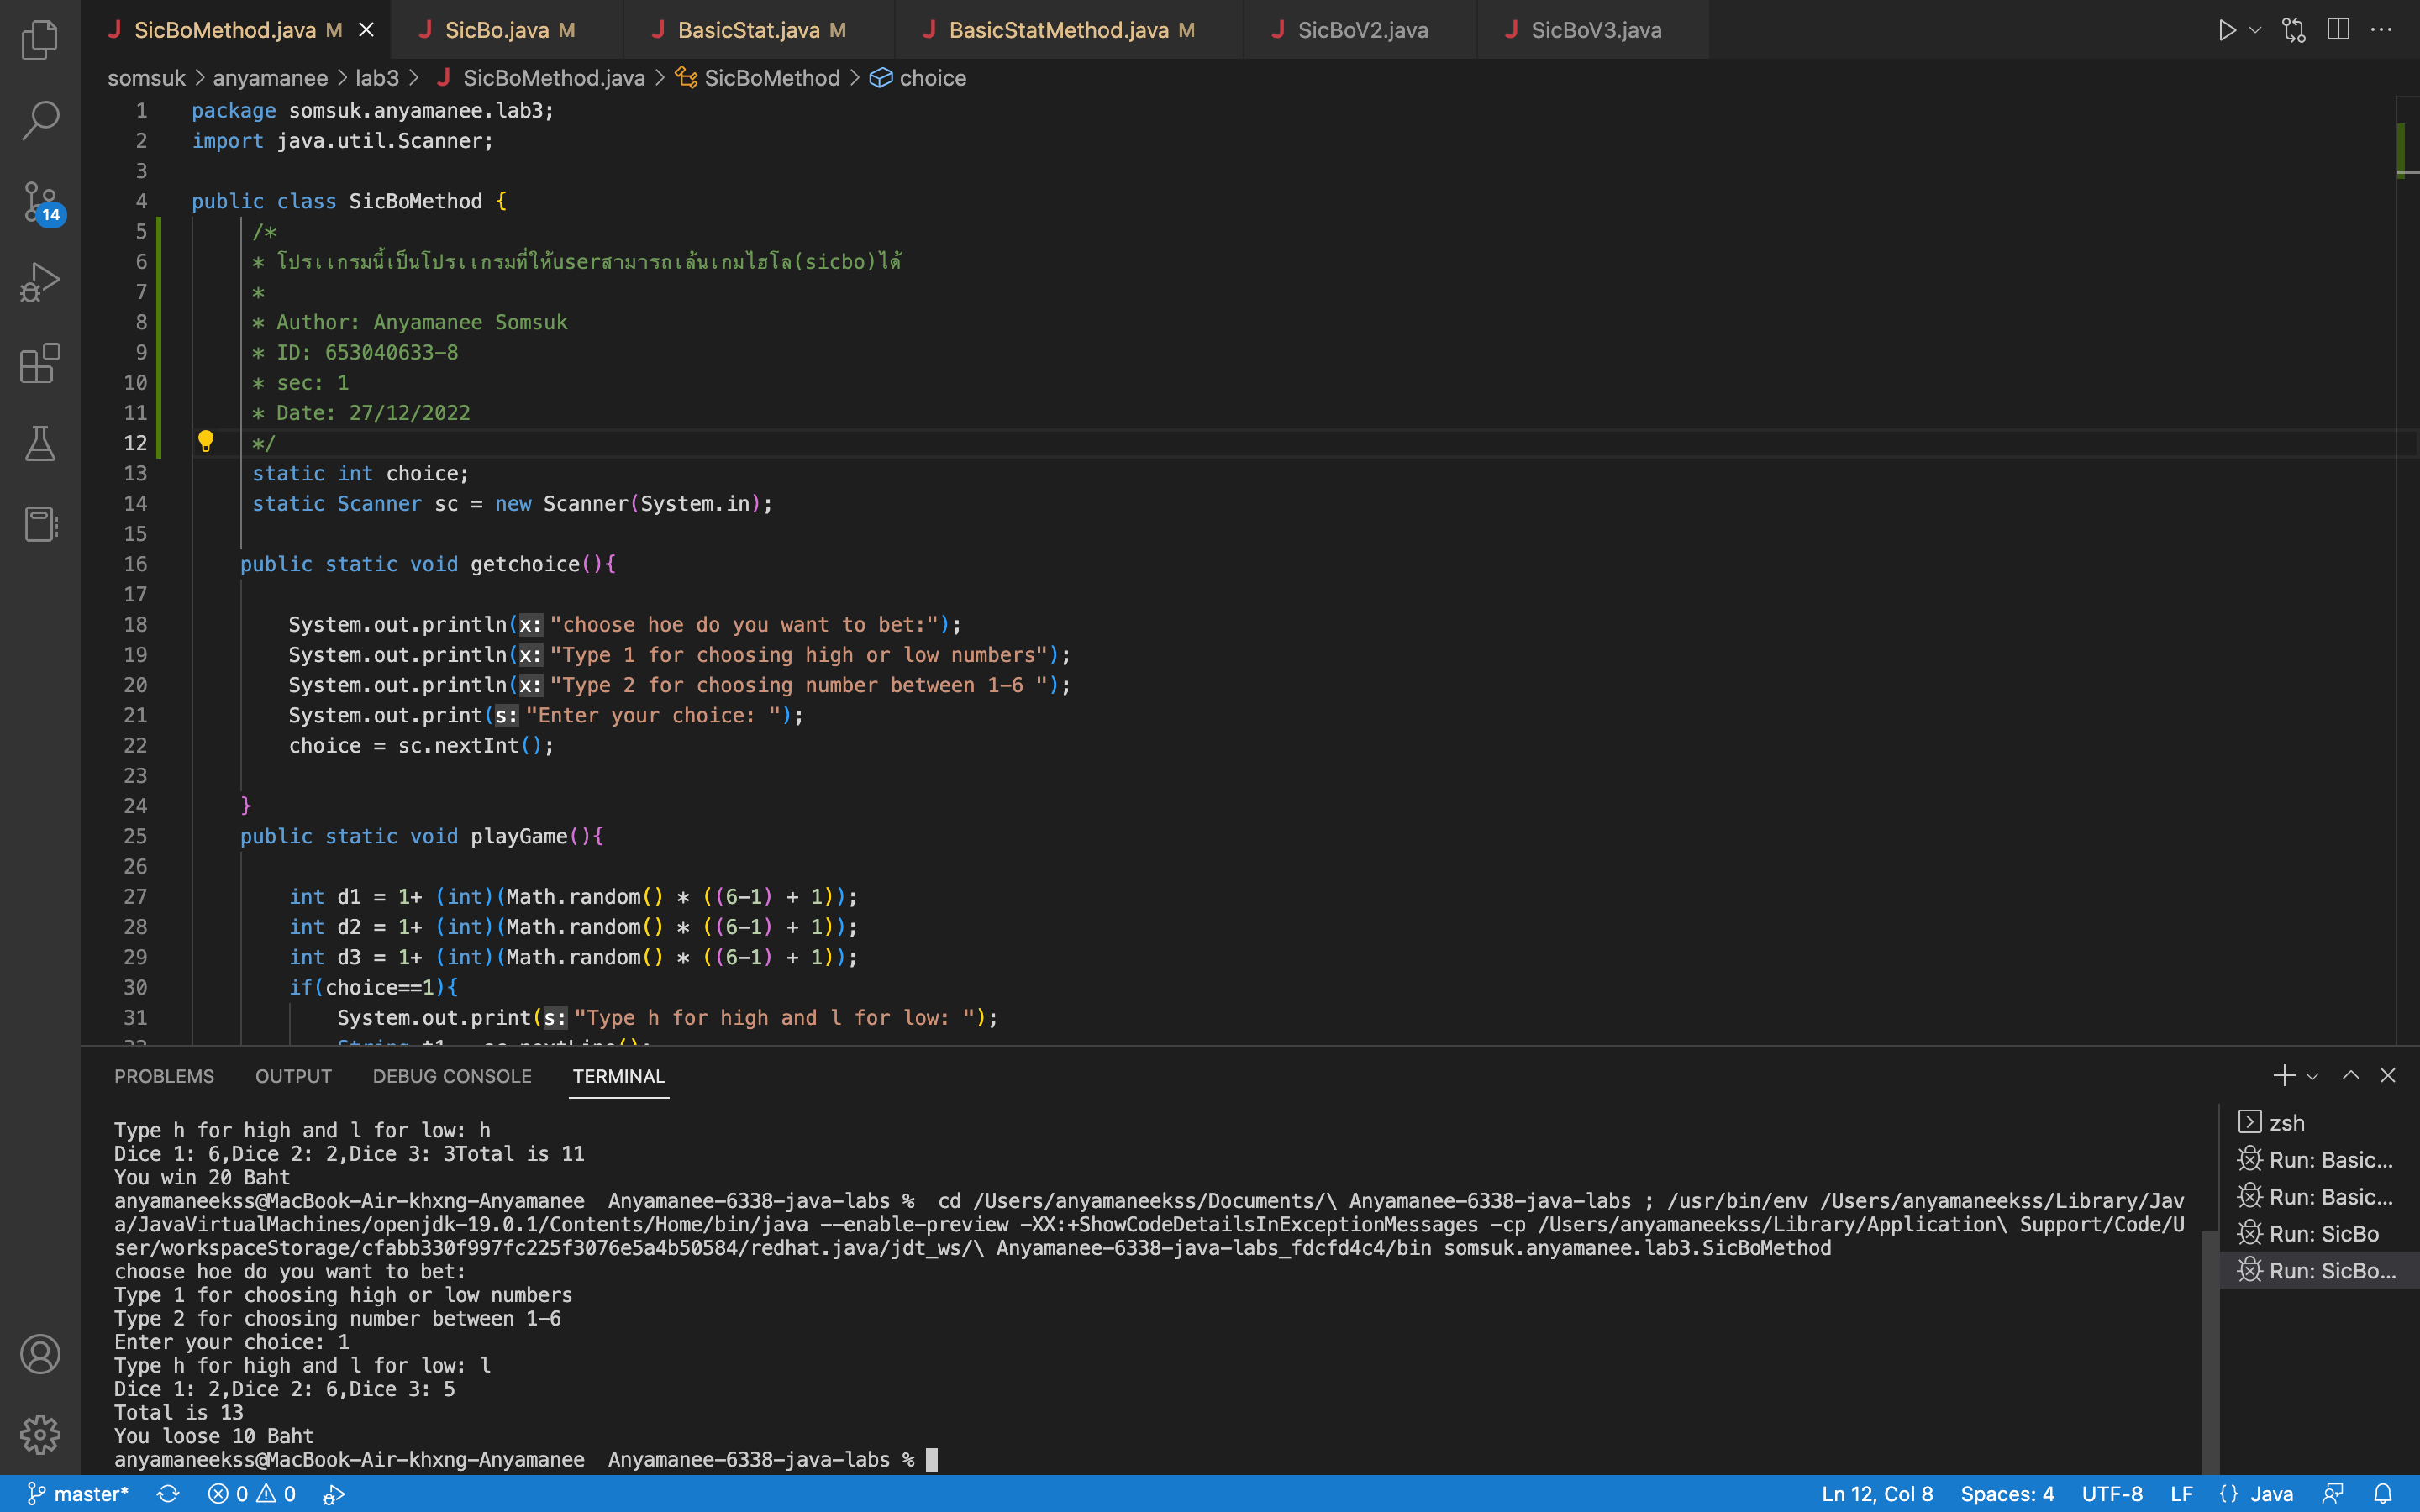 SicBoMethod.java M
SicBo.java M
BasicStat.java M
BasicStatMethod.java M
SicBoV2.java
SicBoV3.java
somsuk > anyamanee > lab3 > SicBoMethod.java > SicBoMethod > choice
1 package somsuk.anyamanee.lab3;
2 import java.util.Scanner;
3
4 public class SicBoMethod {
5 /*
6 * โปรเเกรมนี้เป็นโปรเเกรมที่ให้userสามารถเล้นเกมไฮโล(sicbo)ได้
7 *
8 * Author: Anyamanee Somsuk
9 * ID: 653040633-8
10 * sec: 1
11 * Date: 27/12/2022
12 */
13 static int choice;
14 static Scanner sc = new Scanner(System.in);
15
16 public static void getchoice(){
17
18 System.out.println(x: "choose hoe do you want to bet:");
19 System.out.println(x: "Type 1 for choosing high or low numbers");
20 System.out.println(x: "Type 2 for choosing number between 1-6 ");
21 System.out.print(s: "Enter your choice: ");
22 choice = sc.nextInt();
23
24 }
25 public static void playGame(){
26
27 int d1 = 1+ (int)(Math.random() * ((6-1) + 1));
28 int d2 = 1+ (int)(Math.random() * ((6-1) + 1));
29 int d3 = 1+ (int)(Math.random() * ((6-1) + 1));
30 if(choice==1){
31 System.out.print(s: "Type h for high and l for low: ");
14
PROBLEMS OUTPUT DEBUG CONSOLE TERMINAL
Type h for high and l for low: h
Dice 1: 6,Dice 2: 2,Dice 3: 3Total is 11
You win 20 Baht
anyamaneekss@MacBook-Air-khxng-Anyamanee  Anyamanee-6338-java-labs %  cd /Users/anyamaneekss/Documents/\ Anyamanee-6338-java-labs ; /usr/bin/env /Users/anyamaneekss/Library/Jav
a/JavaVirtualMachines/openjdk-19.0.1/Contents/Home/bin/java --enable-preview -XX:+ShowCodeDetailsInExceptionMessages -cp /Users/anyamaneekss/Library/Application\ Support/Code/U
ser/workspaceStorage/cfabb330f997fc225f3076e5a4b50584/redhat.java/jdt_ws/\ Anyamanee-6338-java-labs_fdcfd4c4/bin somsuk.anyamanee.lab3.SicBoMethod
choose hoe do you want to bet:
Type 1 for choosing high or low numbers
Type 2 for choosing number between 1-6
Enter your choice: 1
Type h for high and l for low: l
Dice 1: 2,Dice 2: 6,Dice 3: 5
Total is 13
You loose 10 Baht
anyamaneekss@MacBook-Air-khxng-Anyamanee  Anyamanee-6338-java-labs %
zsh
Run: Basic...
Run: Basic...
Run: SicBo
Run: SicBo...
master* 0 0
Ln 12, Col 8 Spaces: 4 UTF-8 LF {} Java